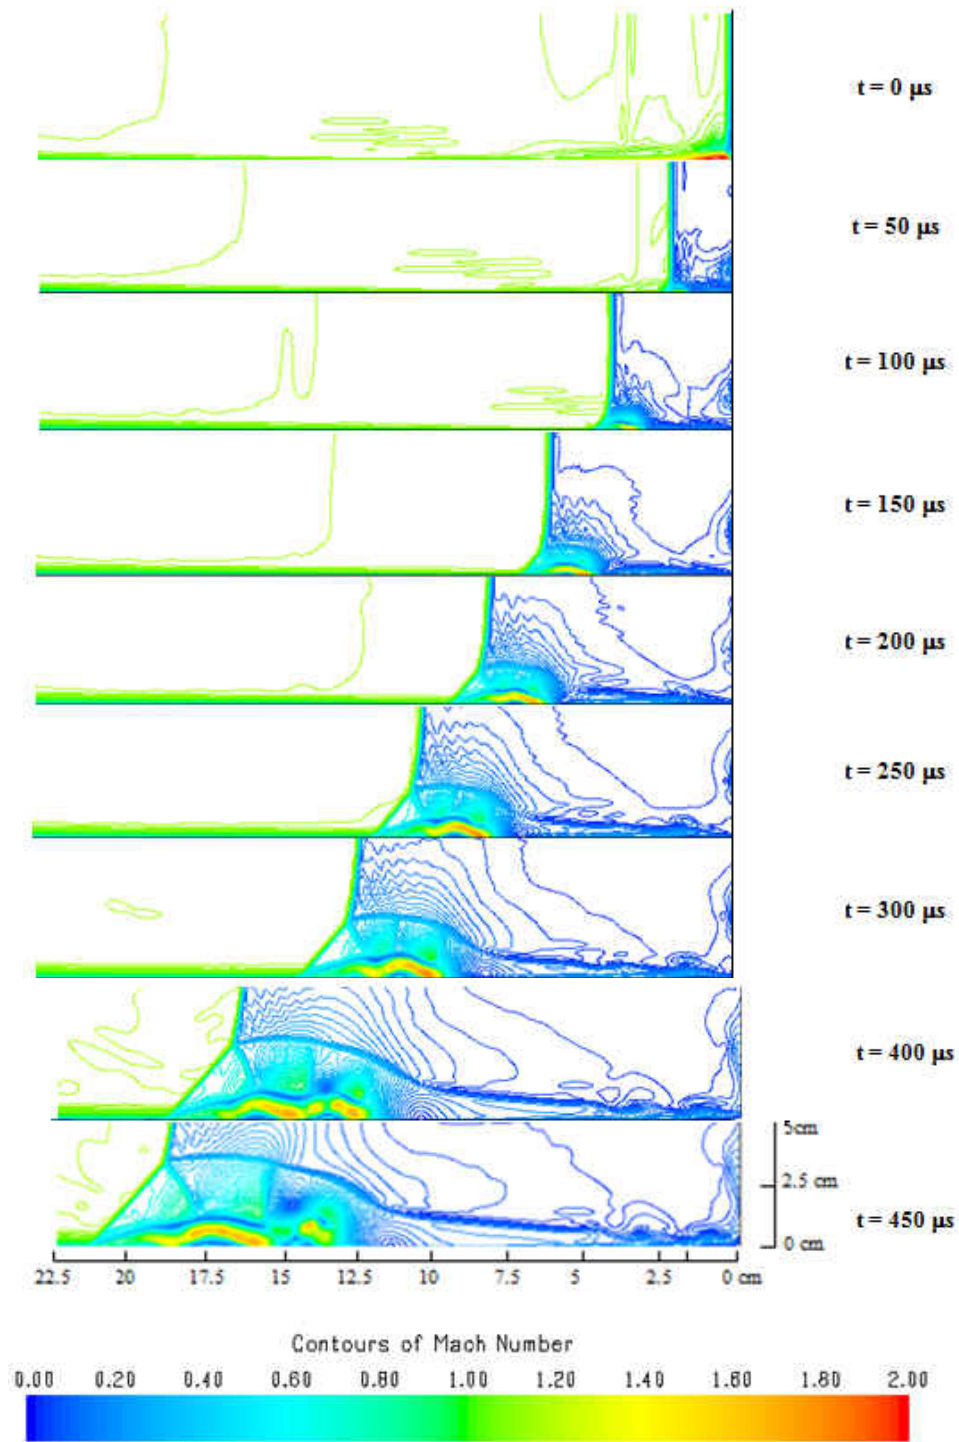 t = 0 µs
t = 50 µs
t = 100 µs
t = 150 µs
t = 200 µs
t = 250 µs
t = 300 µs
t = 400 µs
5cm
2.5 cm
t = 450 µs
0 cm
22.5 20 17.5 15 12.5 10 7.5 5 2.5 0 cm
Contours of Mach Number
0.00 0.20 0.40 0.60 0.80 1.00 1.20 1.40 1.60 1.80 2.00